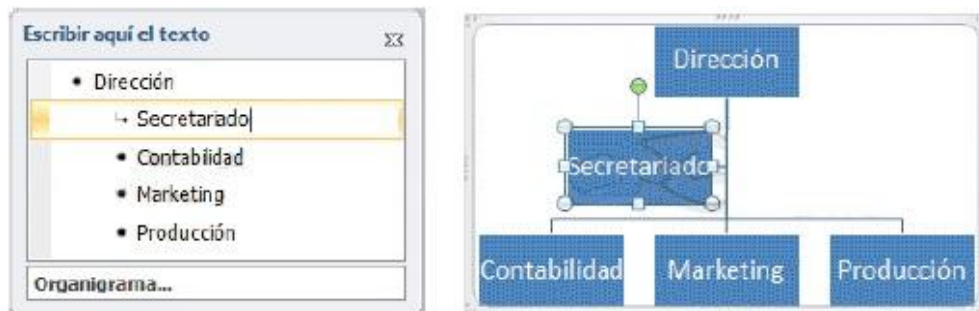 Escribir aquí el texto
Dirección
Secretariado
Contabilidad
Marketing
Producción
Organigrama...
Dirección
Secretariado
Contabilidad Marketing Producción